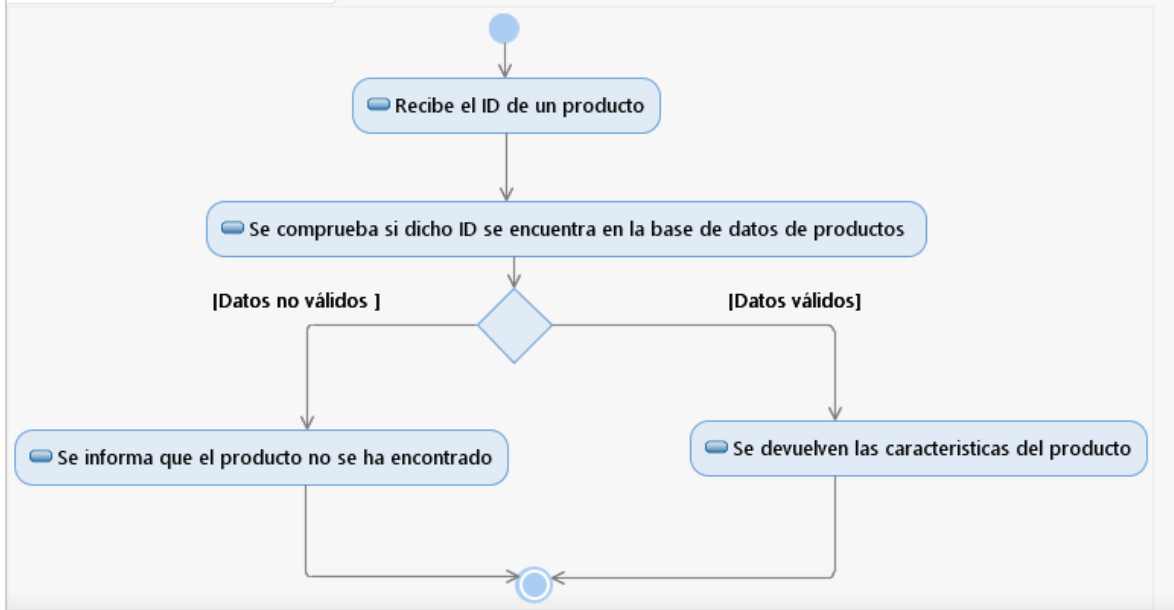 Recibe el ID de un producto
Se comprueba si dicho ID se encuentra en la base de datos de productos
[Datos no válidos ]
[Datos válidos]
Se informa que el producto no se ha encontrado
Se devuelven las caracteristicas del producto